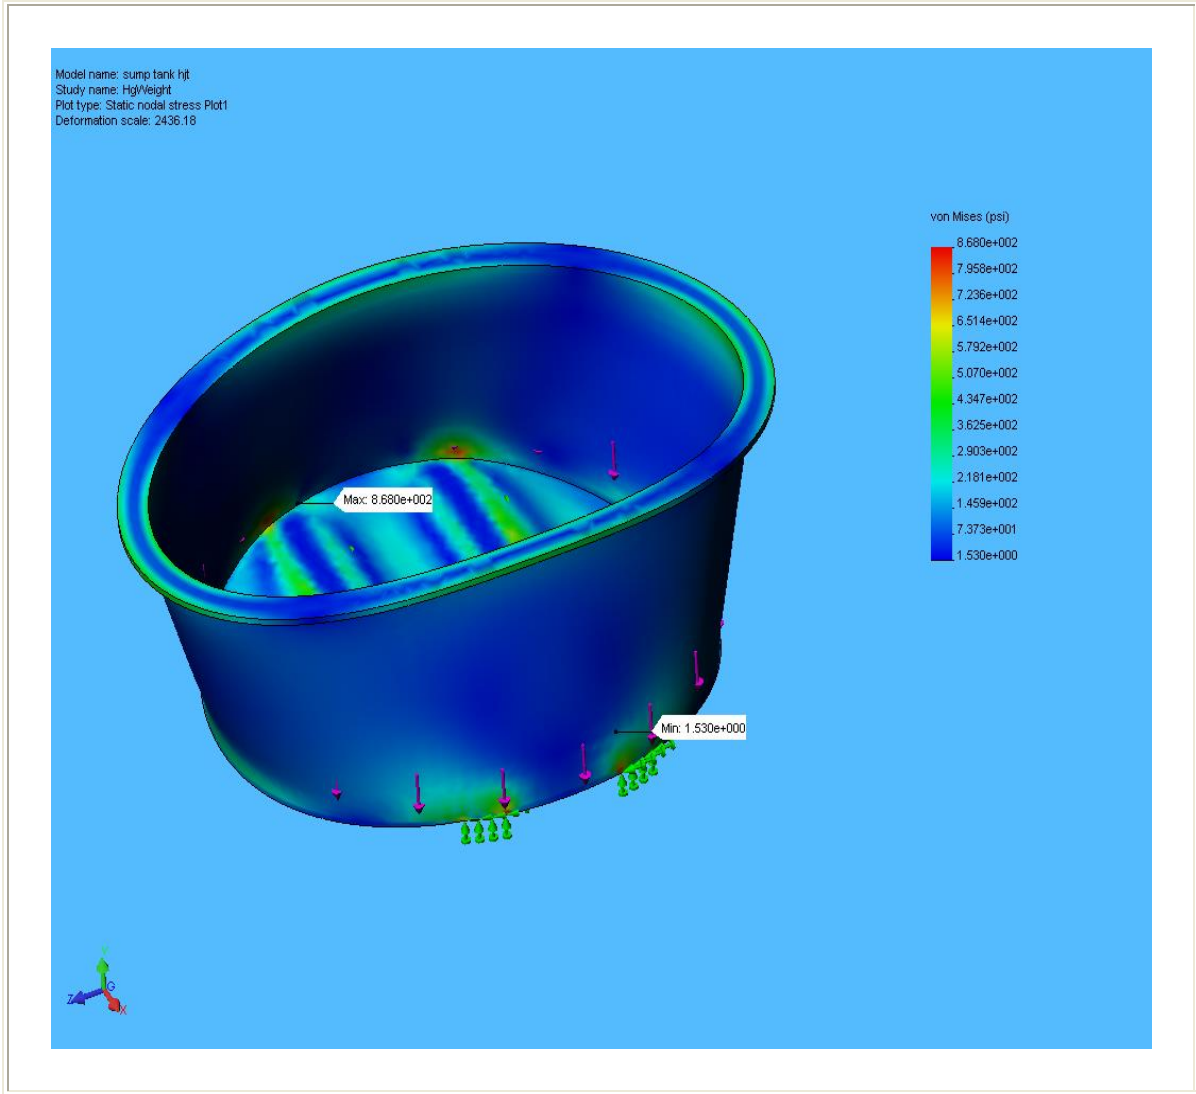 Model name: sump tank hjt
Study name: HgWeight
Plot type: Static nodal stress Plot1
Deformation scale: 2436.18
von Mises (psi)
8.680e+002
7.958e+002
7.236e+002
6.514e+002
5.792e+002
5.070e+002
4.347e+002
3.625e+002
2.903e+002
2.181e+002
1.459e+002
7.373e+001
1.530e+000
Max: 8.680e+002
Min: 1.530e+000
Y
G
Z
X